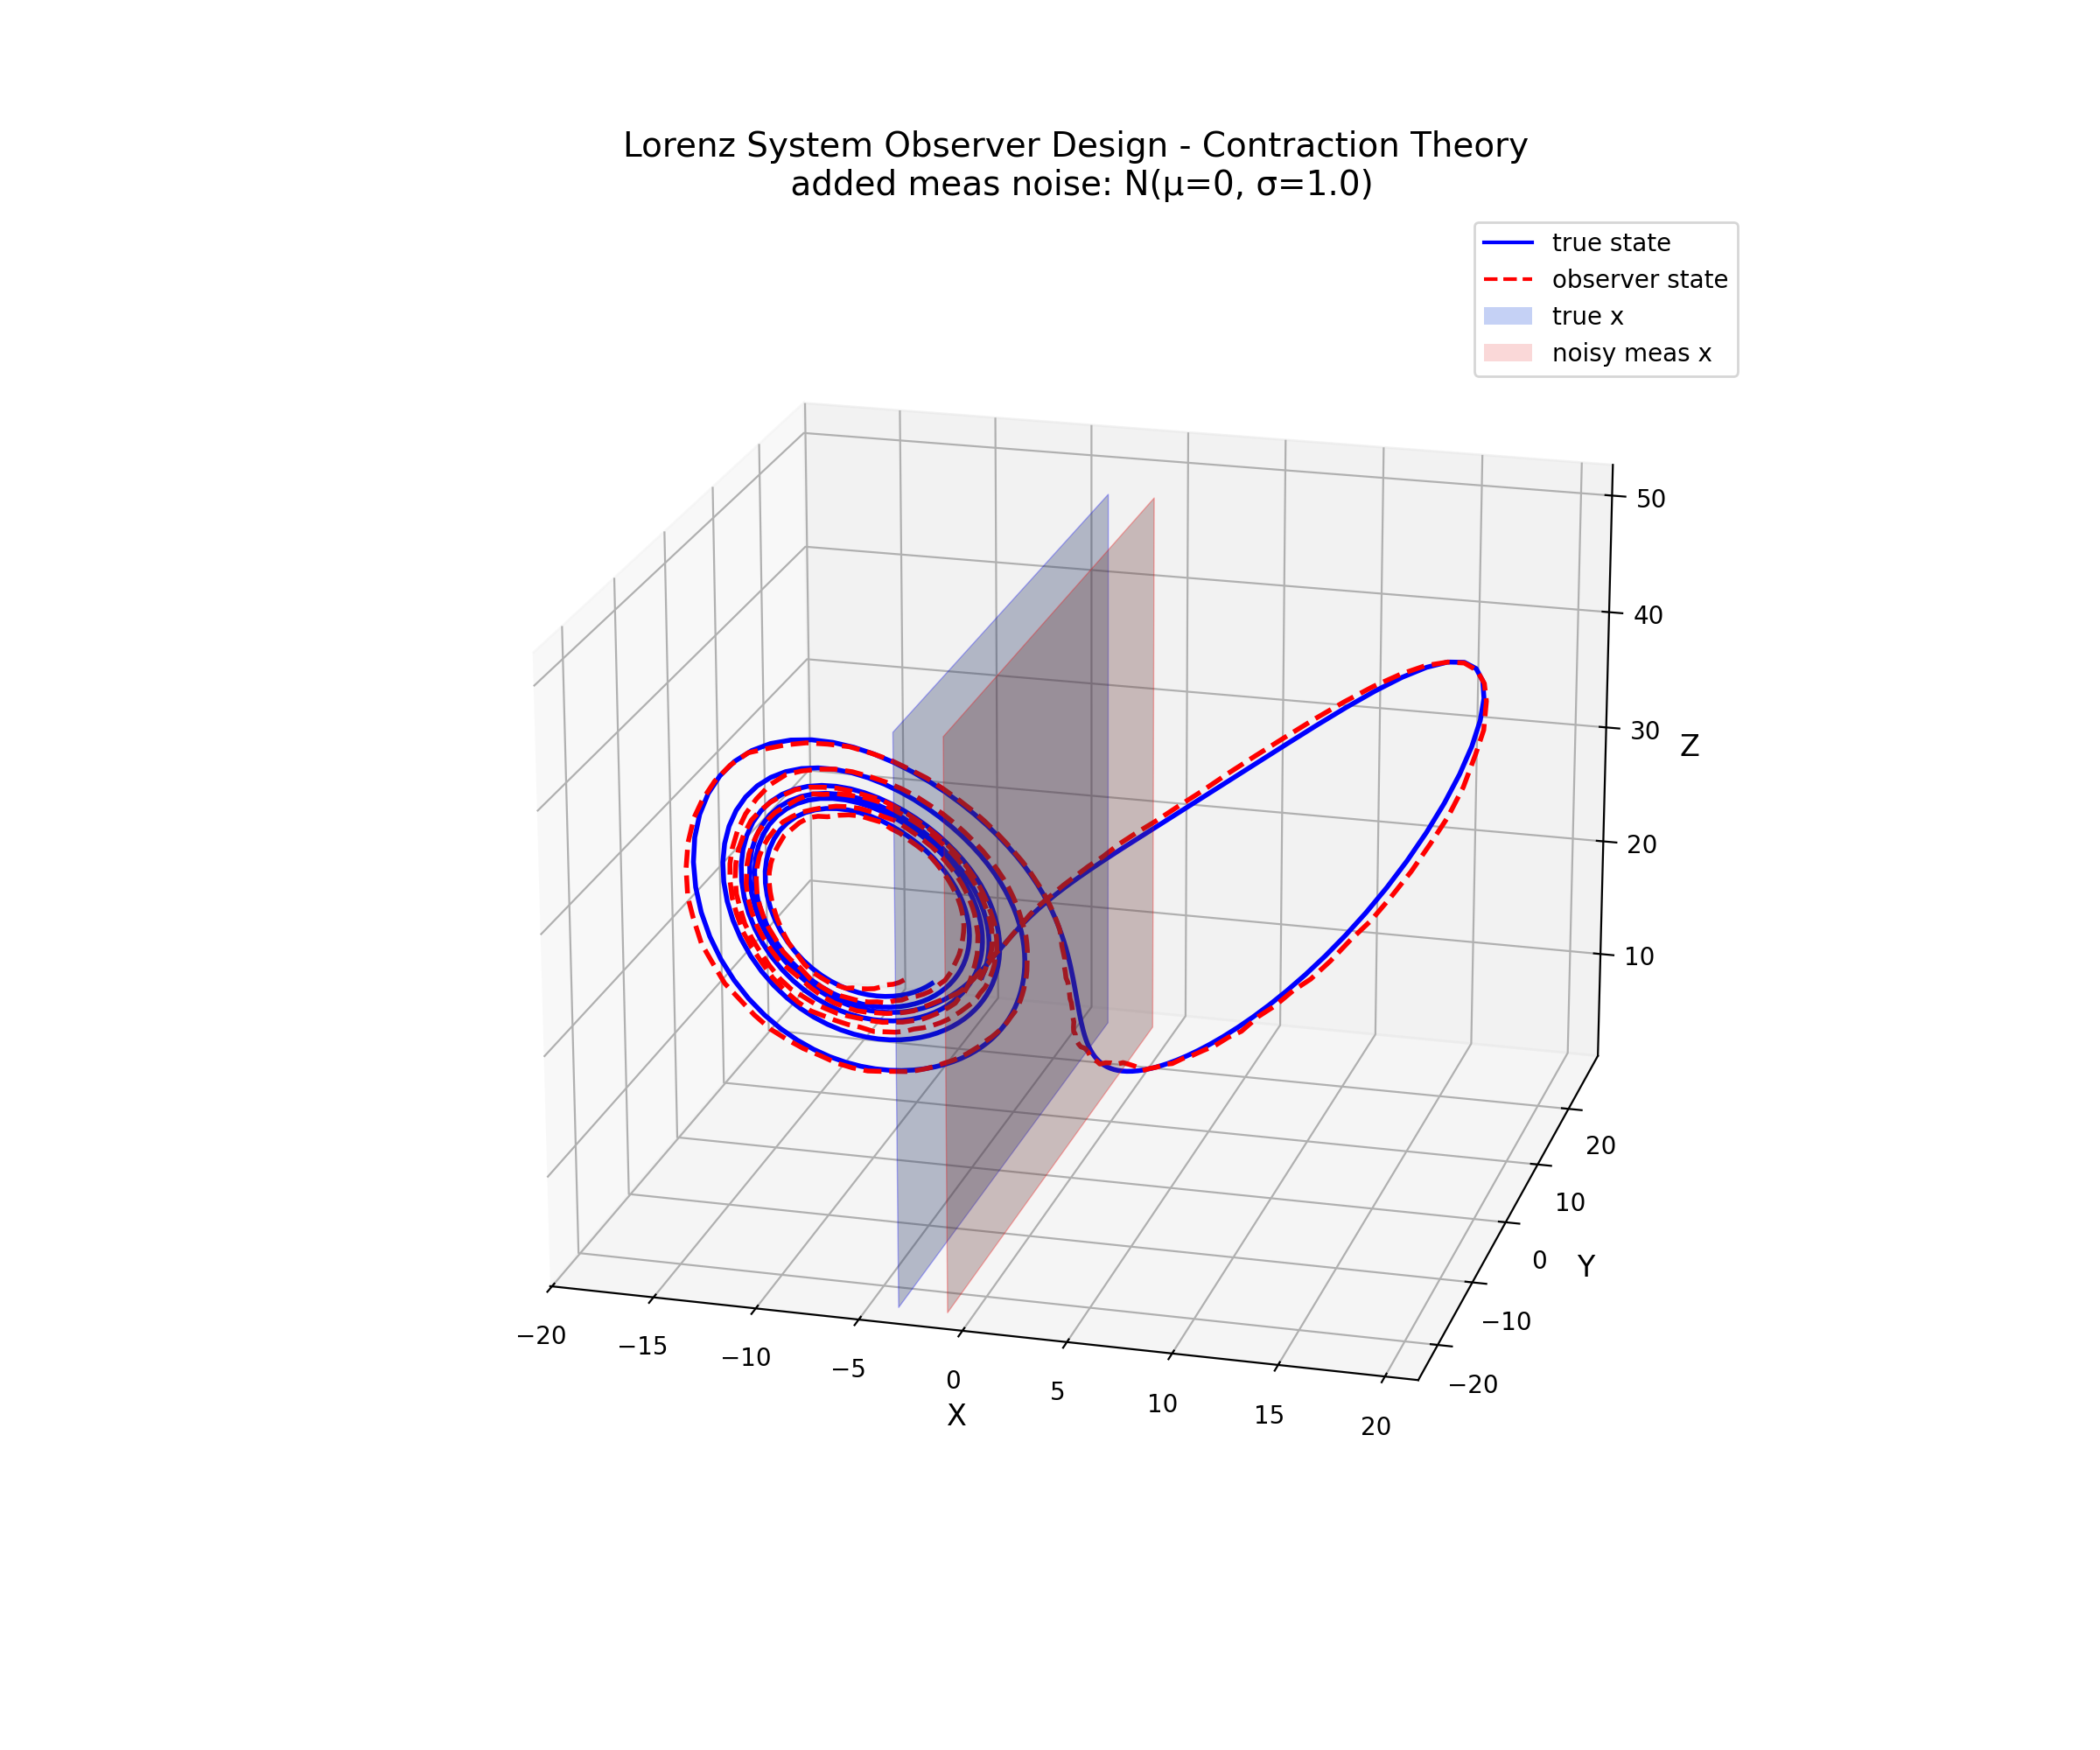 Lorenz System Observer Design - Contraction Theory
added meas noise: N(μ=0, σ=1.0)
true state
observer state
true x
noisy meas x
50
40
30
Z
20
10
20
10
0
Y
−10
−20
−20
−15
−10
−5
0
5
10
15
20
X